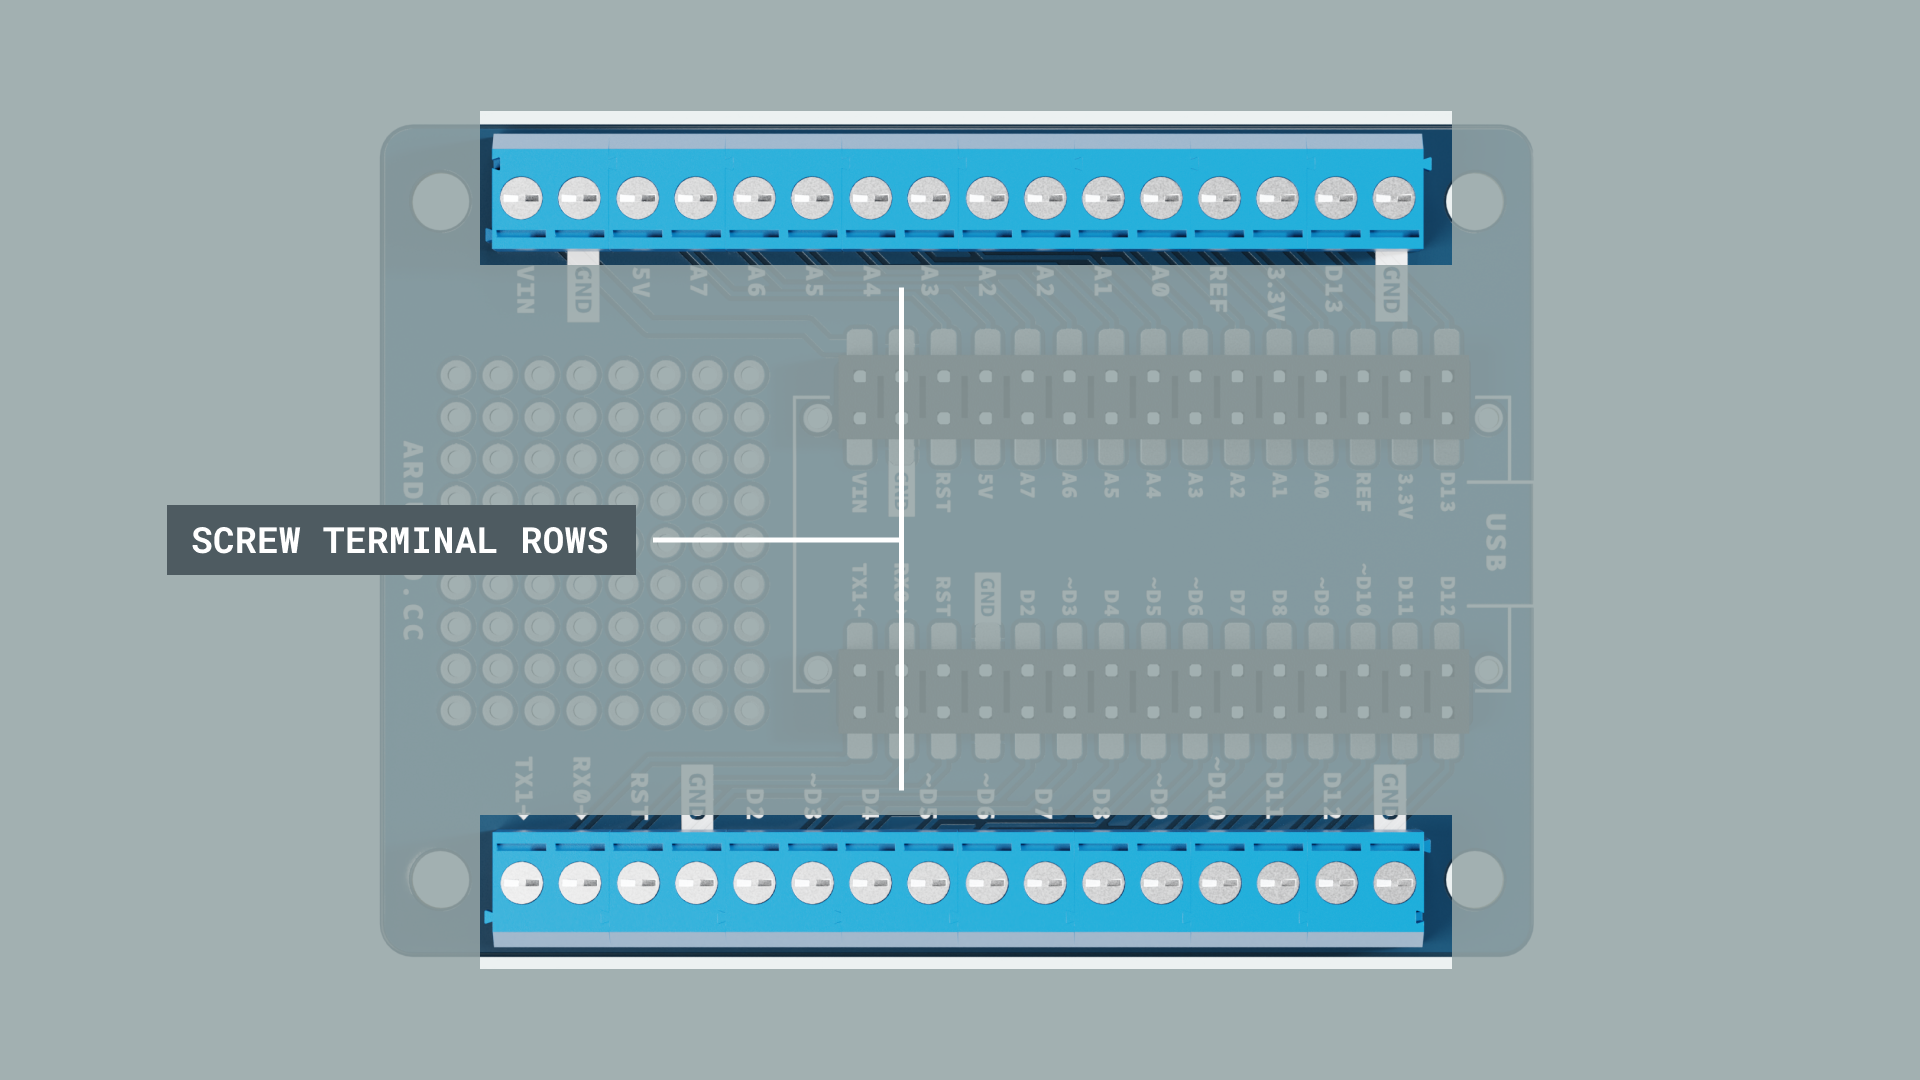 VIN GND 5V A7 A6 A5 A4 A3 A2 A2 A1 A0 REF 3.3V D13 GND
VIN GND RST 5V A7 A6 A5 A4 A3 A2 A1 A0 REF 3.3V D13
SCREW TERMINAL ROWS
USB
TX1← RST GND D2 ~D3 D4 ~D5 ~D6 D7 D8 ~D9 ~D10 D11 D12
.CC
TX1→ RX0← RST GND D2 ~D3 D4 ~D5 ~D6 D7 D8 ~D9 ~D10 D11 D12 GND